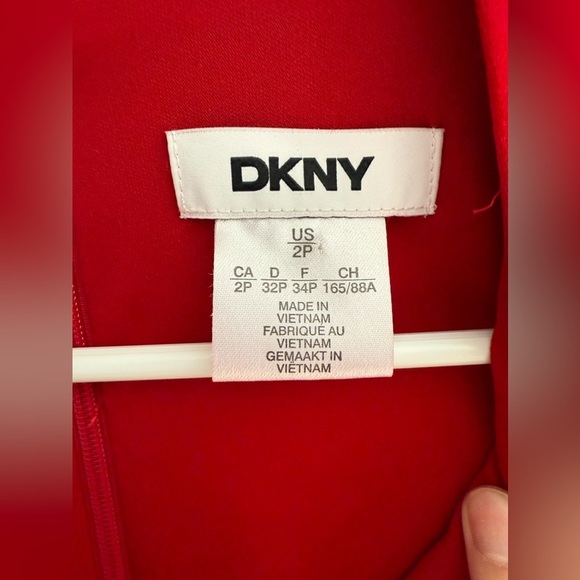 DKNY
US
2P
CA D F CH
2P 32P 34P 165/88A
MADE IN
VIETNAM
FABRIQUÉ AU
VIETNAM
GEMAAKT IN
VIETNAM